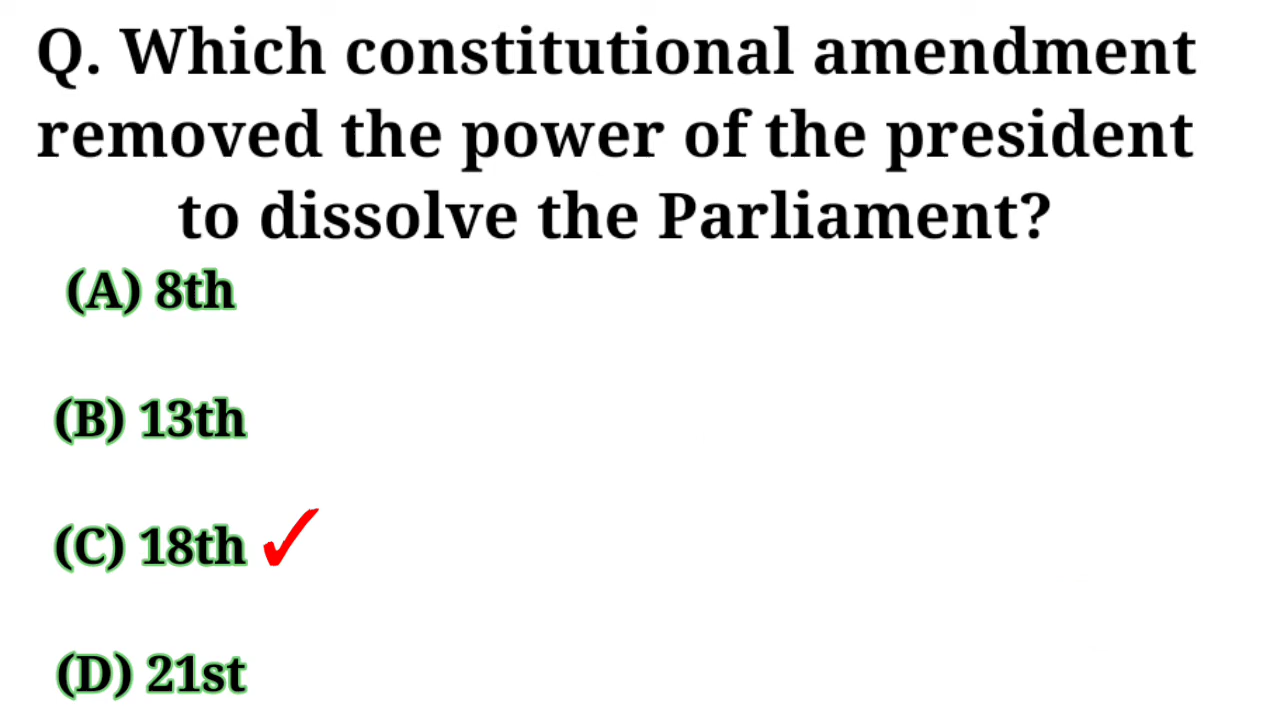 Q. Which constitutional amendment
removed the power of the president
to dissolve the Parliament?
(A) 8th
(B) 13th
(C) 18th ✓
(D) 21st